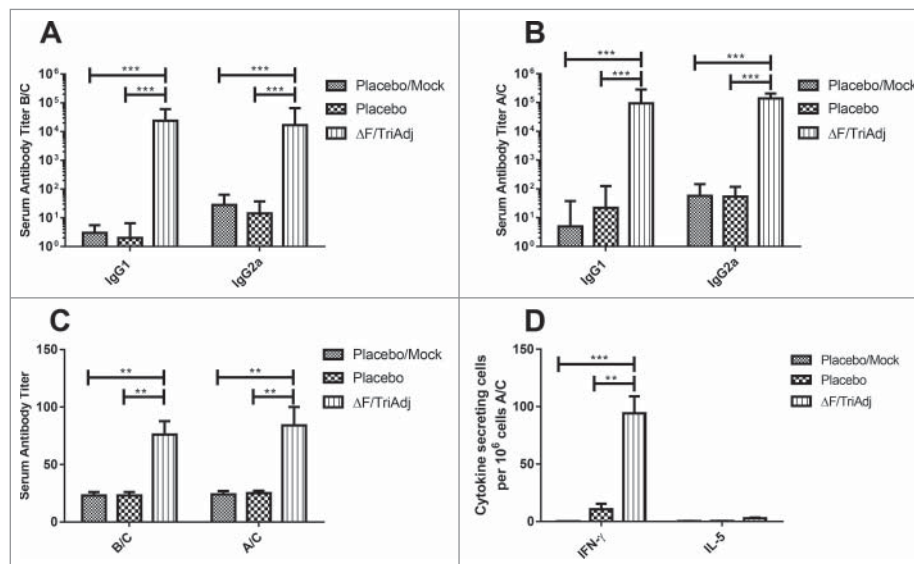 A
Serum Antibody Titer B/C
10⁶
10⁵
10⁴
10³
10²
10¹
10⁰
***
***
***
***
IgG1
IgG2a
Placebo/Mock
Placebo
ΔF/TriAdj
B
Serum Antibody Titer A/C
10⁶
10⁵
10⁴
10³
10²
10¹
10⁰
***
***
***
***
IgG1
IgG2a
Placebo/Mock
Placebo
ΔF/TriAdj
C
Serum Antibody Titer
150
100
50
0
**
**
**
**
B/C
A/C
Placebo/Mock
Placebo
ΔF/TriAdj
D
Cytokine secreting cells
per 10⁶ cells A/C
150
100
50
0
***
**
IFN-γ
IL-5
Placebo/Mock
Placebo
ΔF/TriAdj